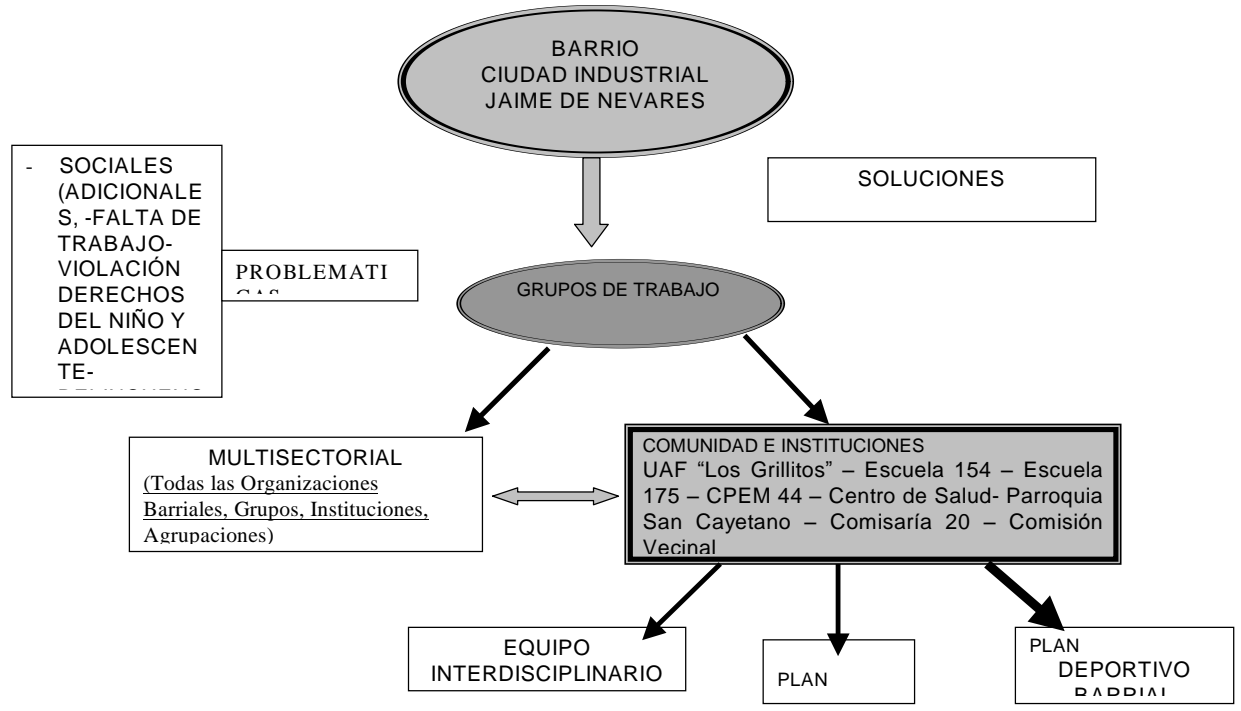 BARRIO
CIUDAD INDUSTRIAL
JAIME DE NEVARES
- SOCIALES
(ADICIONALE
S, -FALTA DE
TRABAJO-
VIOLACIÓN
DERECHOS
DEL NIÑO Y
ADOLESCEN
TE-
PROBLEMATI
SOLUCIONES
GRUPOS DE TRABAJO
MULTISECTORIAL
(Todas las Organizaciones
Barriales, Grupos, Instituciones,
Agrupaciones)
COMUNIDAD E INSTITUCIONES
UAF “Los Grillitos” – Escuela 154 – Escuela
175 – CPEM 44 – Centro de Salud- Parroquia
San Cayetano – Comisaría 20 – Comisión
Vecinal
EQUIPO
INTERDISCIPLINARIO
PLAN
PLAN
DEPORTIVO
BARRIAL